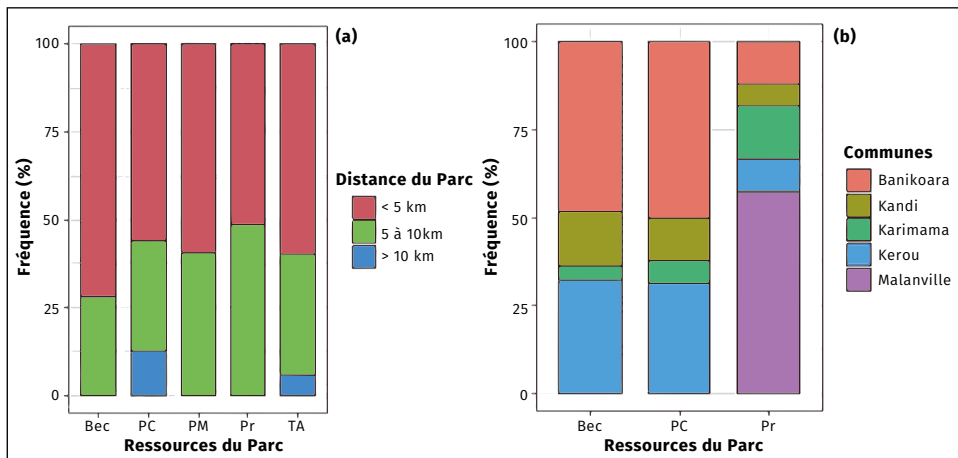 (a)
Fréquence (%)
100
75
50
25
0
Bec PC PM Pr TA
Ressources du Parc
Distance du Parc
< 5 km
5 à 10km
> 10 km
(b)
Fréquence (%)
100
75
50
25
0
Bec PC Pr
Ressources du Parc
Communes
Banikoara
Kandi
Karimama
Kerou
Malanville